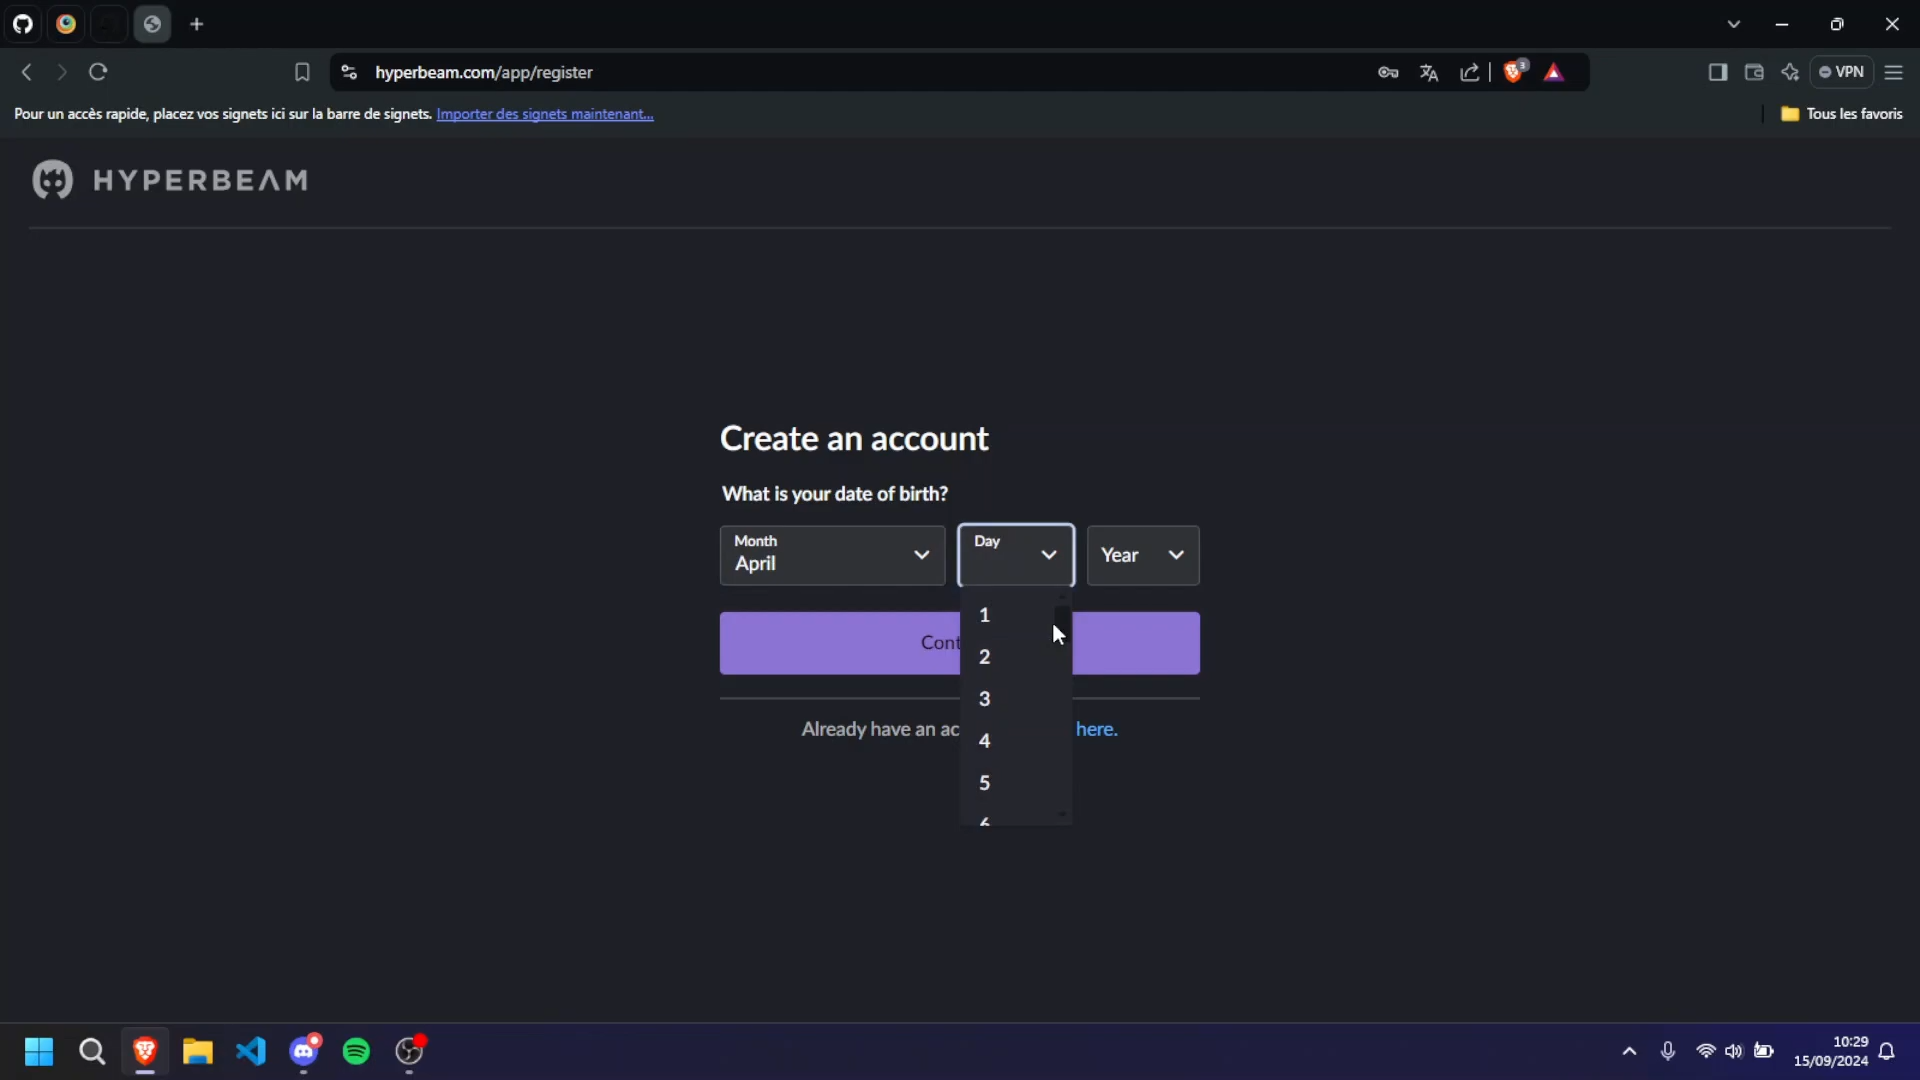 hyperbeam.com/app/register
3
VPN
Pour un accès rapide, placez vos signets ici sur la barre de signets. Importer des signets maintenant...
Tous les favoris
HYPERBEAM
Create an account
What is your date of birth?
Month
April
Day
Year
1
Cont
2
3
Already have an ac
here.
4
5
6
10:29
15/09/2024